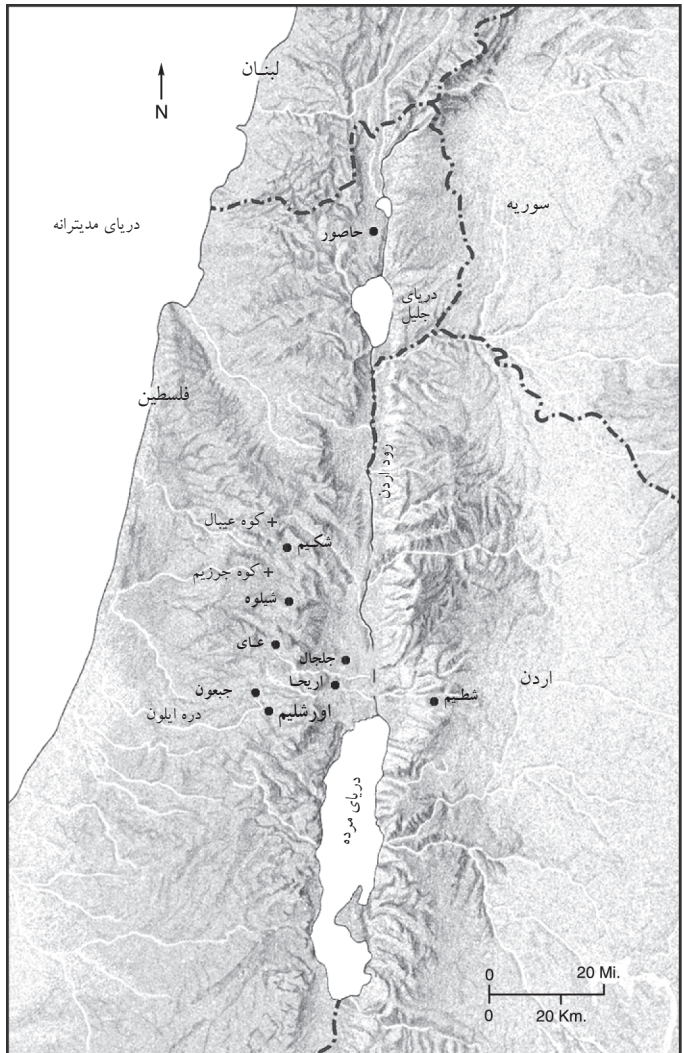 لبنان
N
سوریه
دریای مدیترانه
حاصور
دریای
جلیل
فلسطین
رود اردن
کوه عیبال
شکیم
کوه جرزیم
شیلوه
عای
جلجال
اریحا
اردن
جبعون
شطیم
اورشلیم
دره ایلون
دریای مرده
0 20 Mi.
0 20 Km.